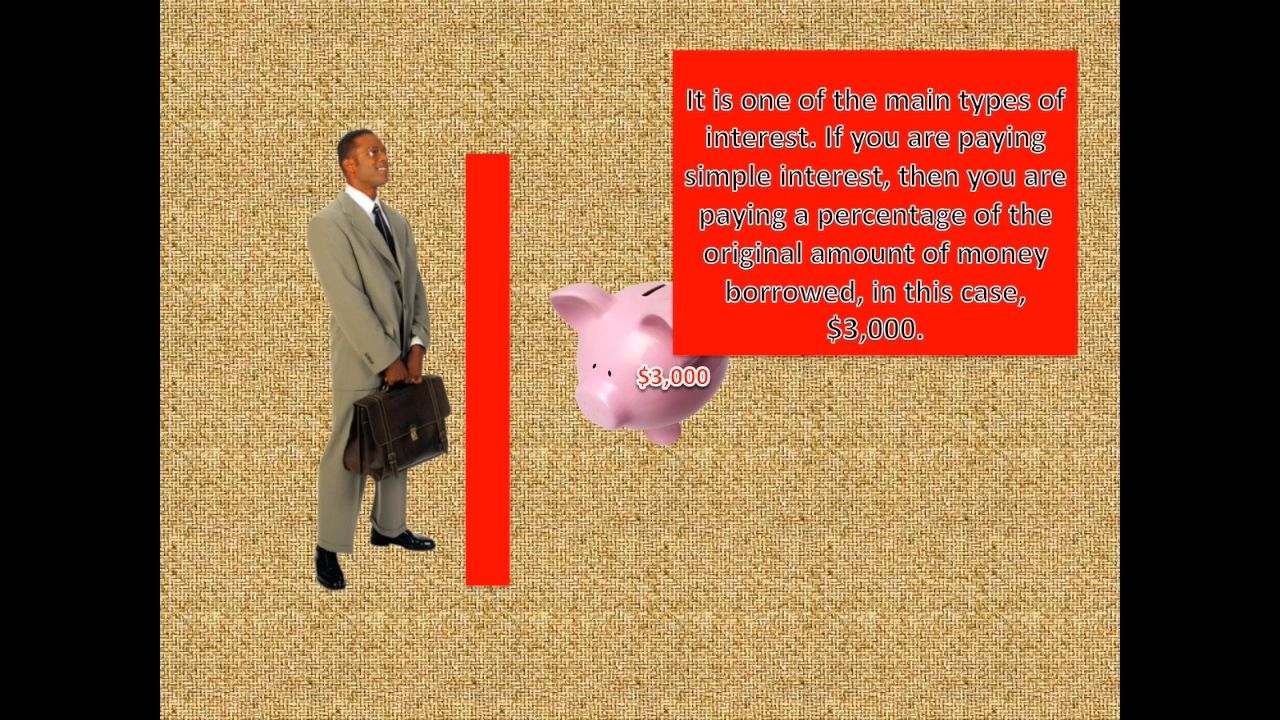 It is one of the main types of
interest. If you are paying
simple interest, then you are
paying a percentage of the
original amount of money
borrowed, in this case,
$3,000.
$3,000